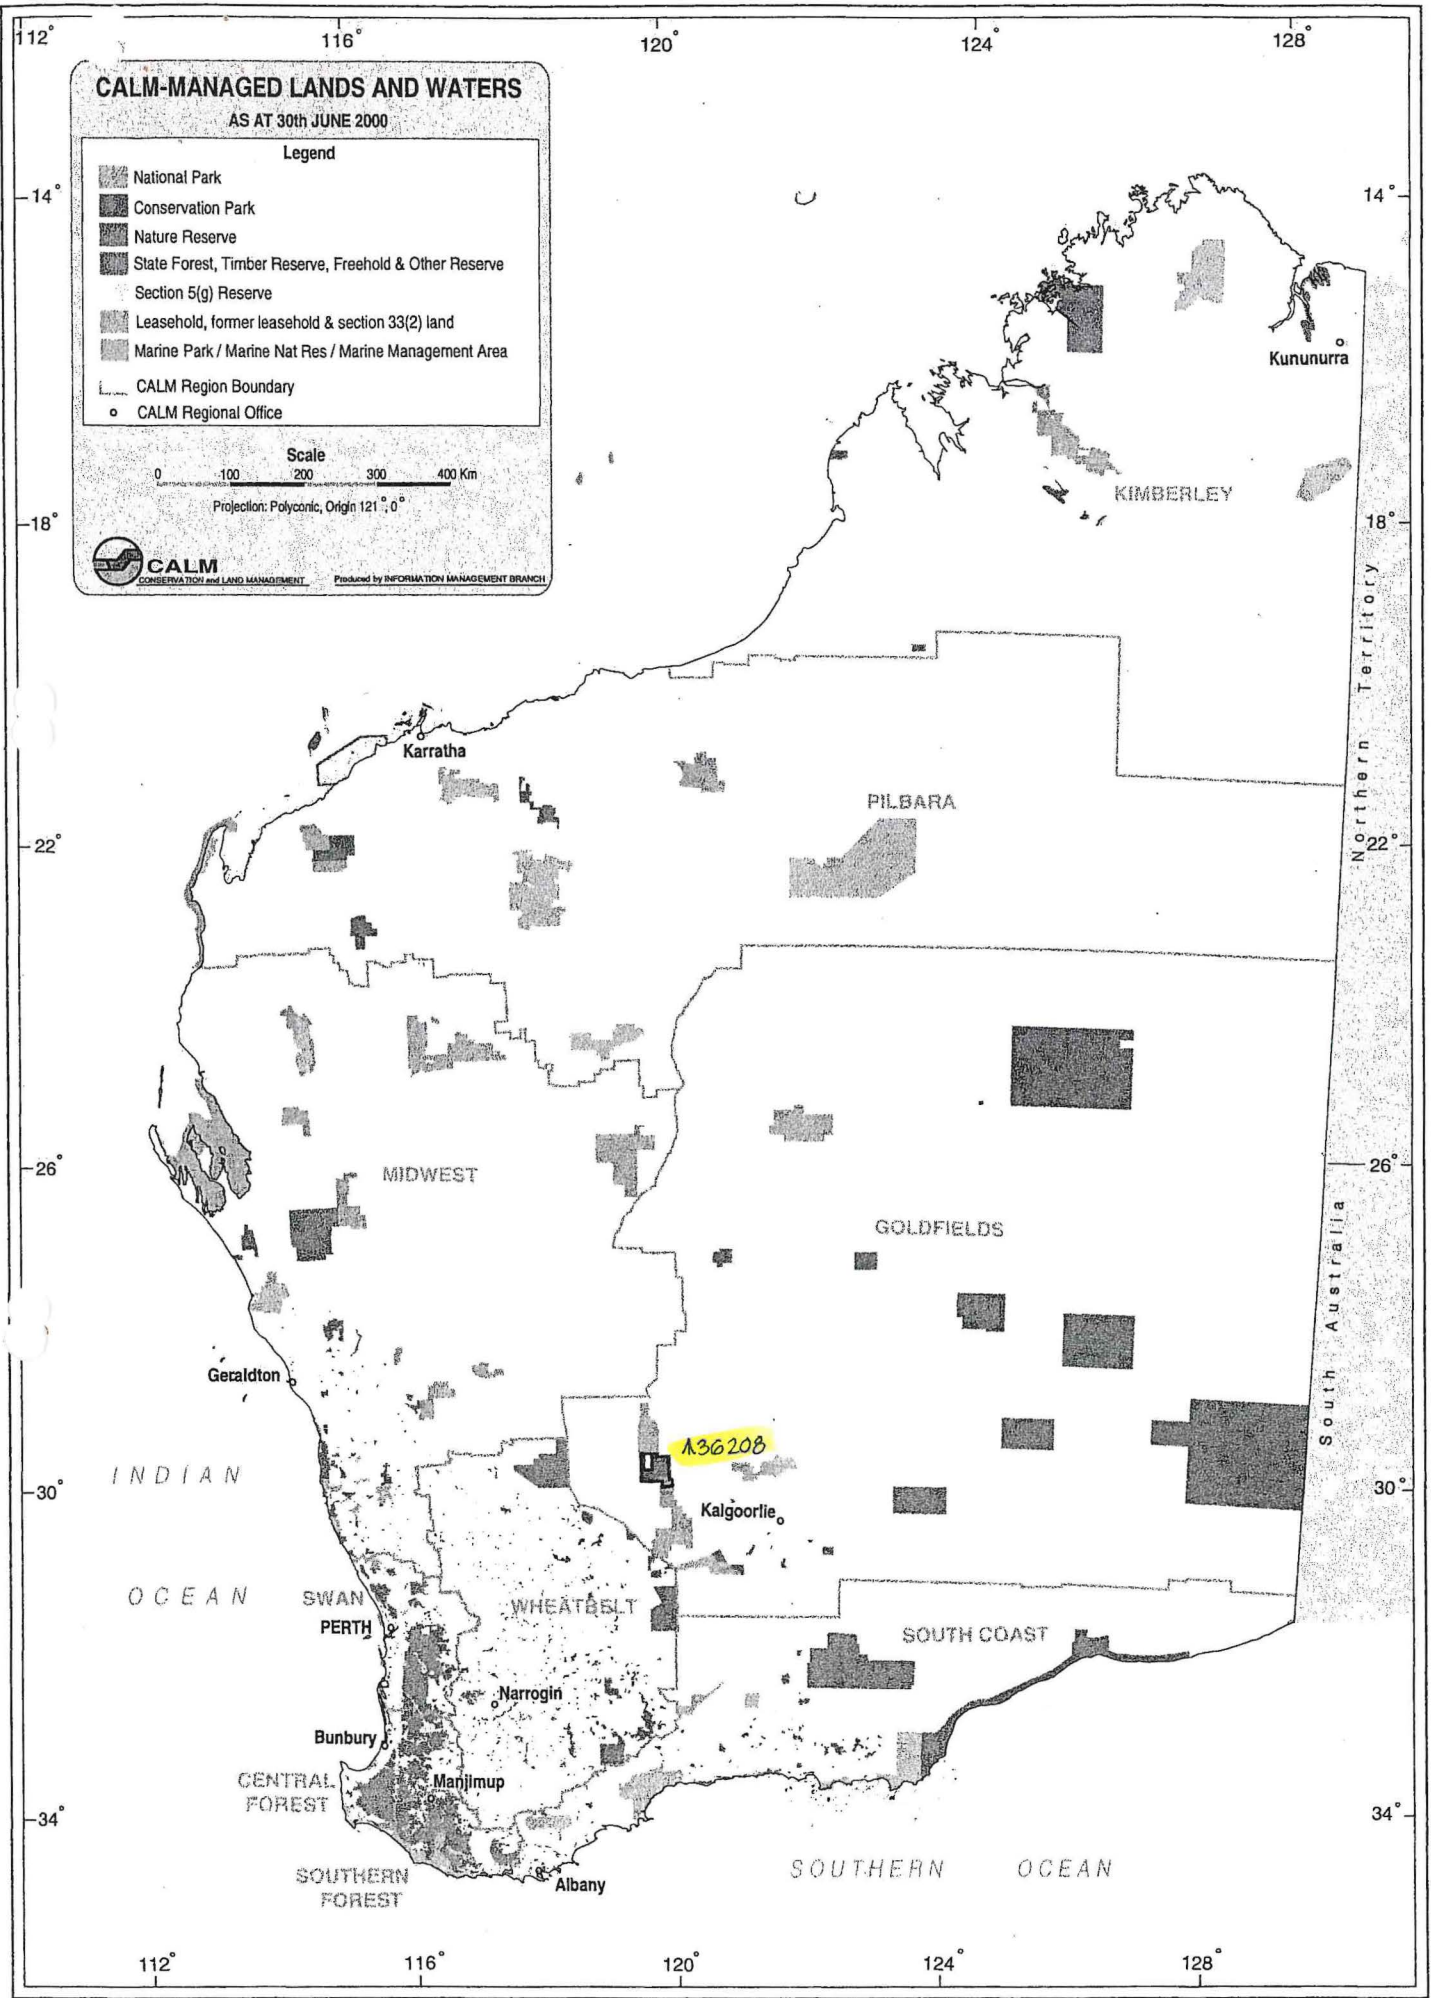 112° 116° 120° 124° 128°
CALM-MANAGED LANDS AND WATERS
AS AT 30th JUNE 2000
Legend
National Park
Conservation Park
Nature Reserve
State Forest, Timber Reserve, Freehold & Other Reserve
Section 5(g) Reserve
Leasehold, former leasehold & section 33(2) land
Marine Park / Marine Nat Res / Marine Management Area
CALM Region Boundary
CALM Regional Office
Scale
0 100 200 300 400 Km
Projection: Polyconic, Origin 121°, 0°
CALM
CONSERVATION and LAND MANAGEMENT Produced by INFORMATION MANAGEMENT BRANCH
14° 14°
Kununurra
KIMBERLEY
18° 18°
Northern Territory
Karratha
PILBARA
22° 22°
26° 26°
MIDWEST
GOLDFIELDS
South Australia
Geraldton
A36208
INDIAN
30° 30°
Kalgoorlie
OCEAN
SWAN
WHEATBELT
PERTH
SOUTH COAST
Narrogin
Bunbury
CENTRAL
FOREST
Manjimup
34° 34°
SOUTHERN OCEAN
SOUTHERN
FOREST
Albany
112° 116° 120° 124° 128°